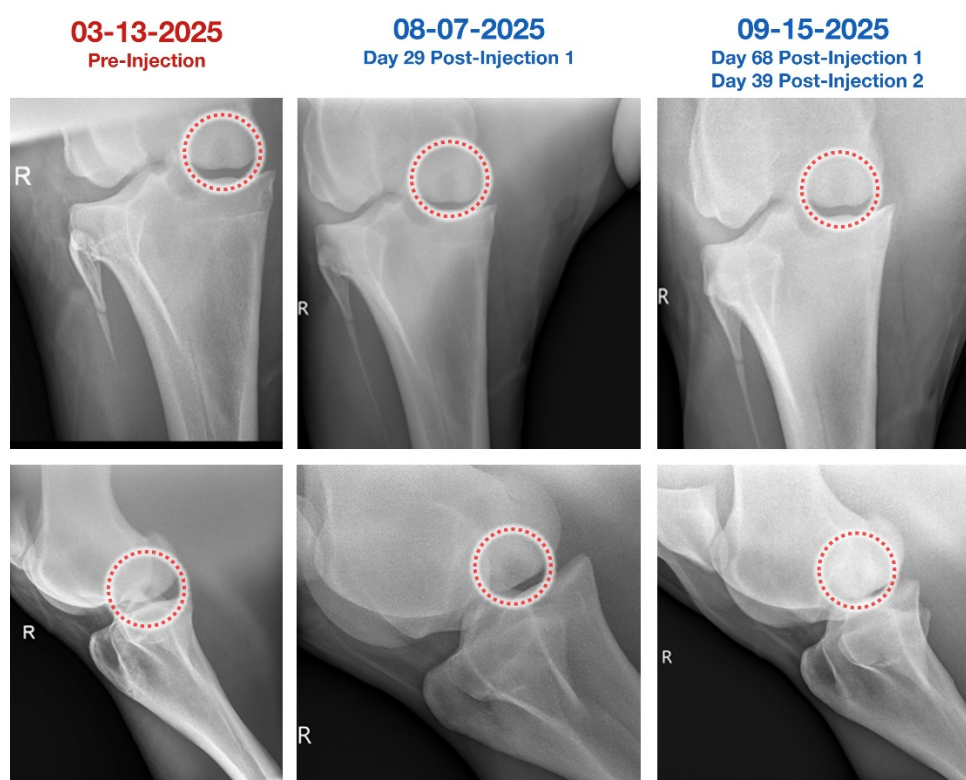 03-13-2025
Pre-Injection
08-07-2025
Day 29 Post-Injection 1
09-15-2025
Day 68 Post-Injection 1
Day 39 Post-Injection 2
R
R
R
R
R
R